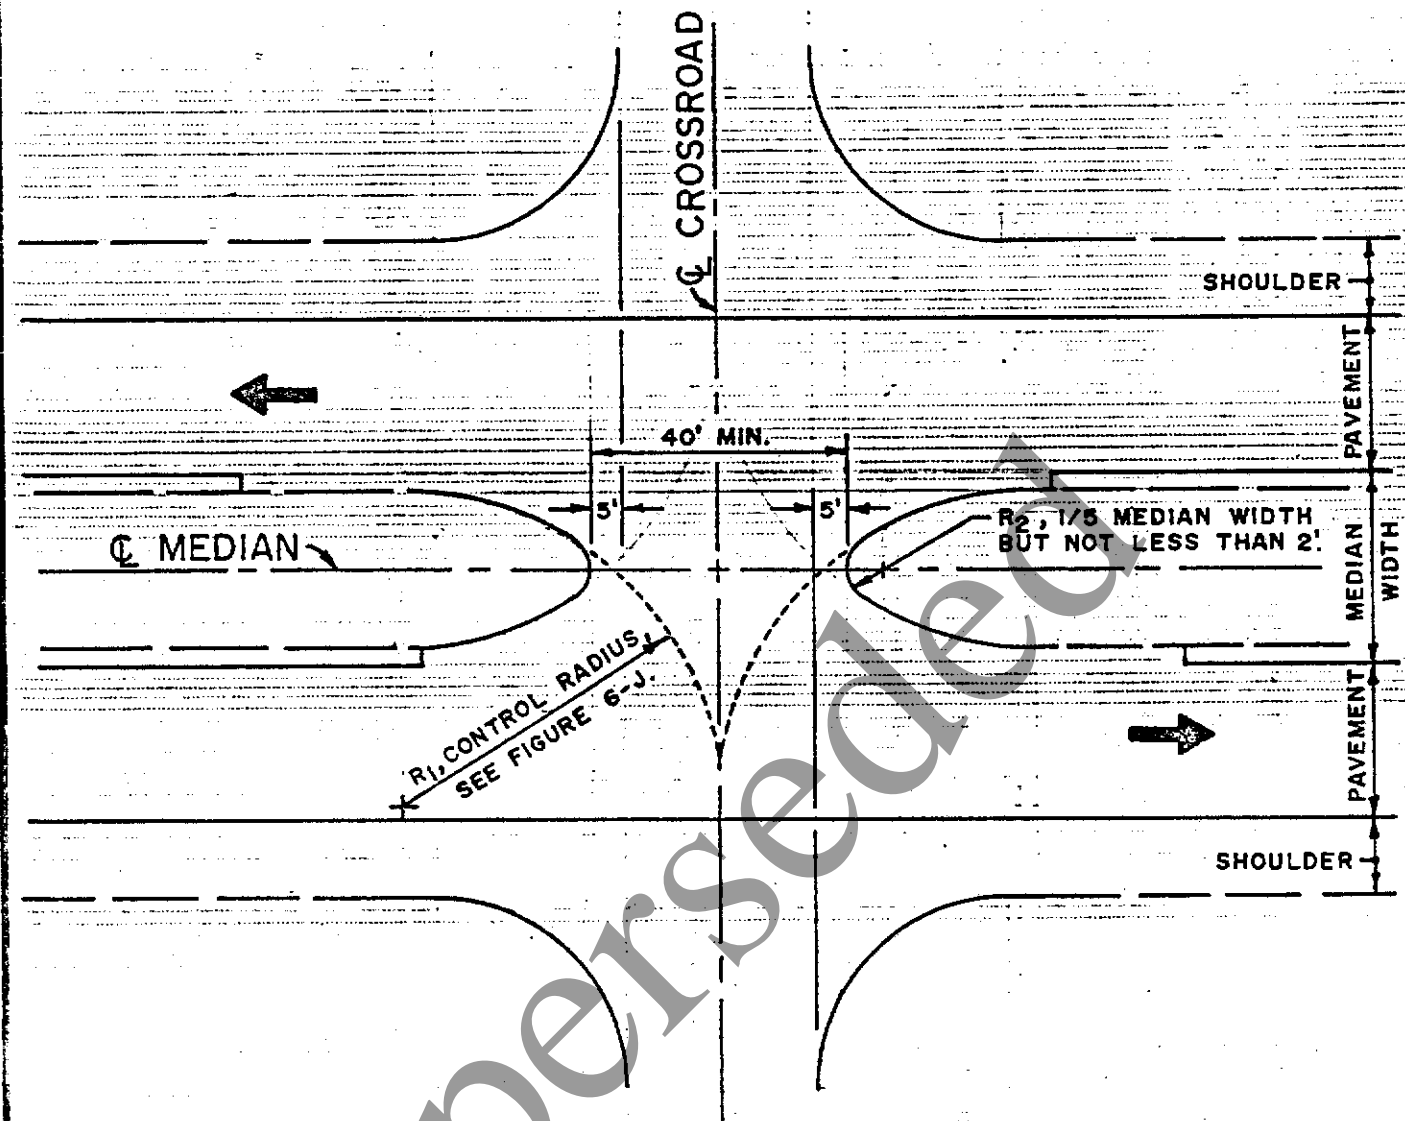 ℄ CROSSROAD
SHOULDER
PAVEMENT
40' MIN.
5'
5'
R2, 1/5 MEDIAN WIDTH
BUT NOT LESS THAN 2'.
℄ MEDIAN
MEDIAN
WIDTH
R1, CONTROL RADIUS,
SEE FIGURE 6-J.
PAVEMENT
SHOULDER
perseded